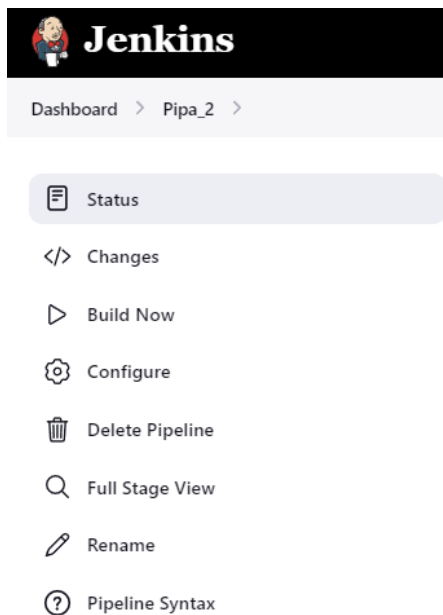 Jenkins
Dashboard > Pipa_2 >
Status
</> Changes
Build Now
Configure
Delete Pipeline
Full Stage View
Rename
? Pipeline Syntax